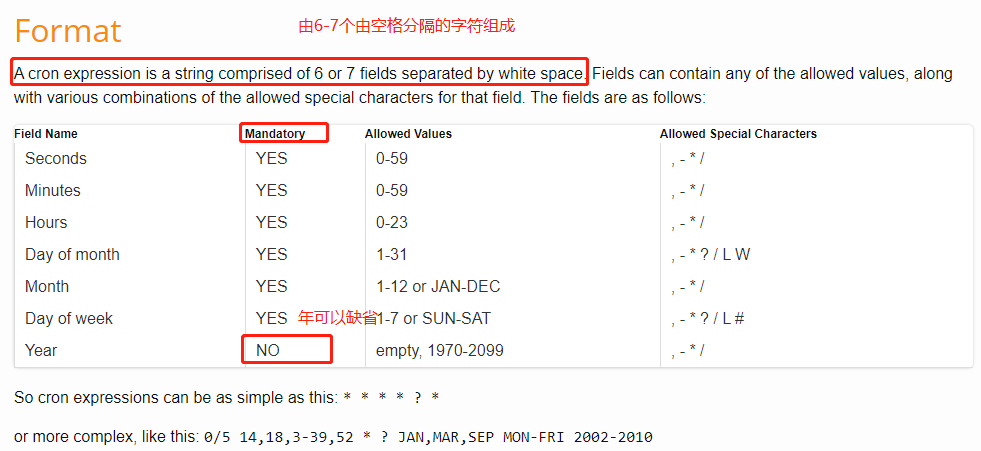 Format
由6-7个由空格分隔的字符组成
A cron expression is a string comprised of 6 or 7 fields separated by white space. Fields can contain any of the allowed values, along
with various combinations of the allowed special characters for that field. The fields are as follows:
Field Name Mandatory Allowed Values Allowed Special Characters
Seconds YES 0-59 , - * /
Minutes YES 0-59 , - * /
Hours YES 0-23 , - * /
Day of month YES 1-31 , - * ? / L W
Month YES 1-12 or JAN-DEC , - * /
Day of week YES 年可以缺省 1-7 or SUN-SAT , - * ? / L #
Year NO empty, 1970-2099 , - * /
So cron expressions can be as simple as this: * * * * ? *
or more complex, like this: 0/5 14,18,3-39,52 * ? JAN,MAR,SEP MON-FRI 2002-2010